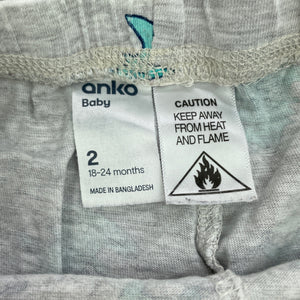 anko
Baby
2
18-24 months
MADE IN BANGLADESH
CAUTION
KEEP AWAY
FROM HEAT
AND FLAME